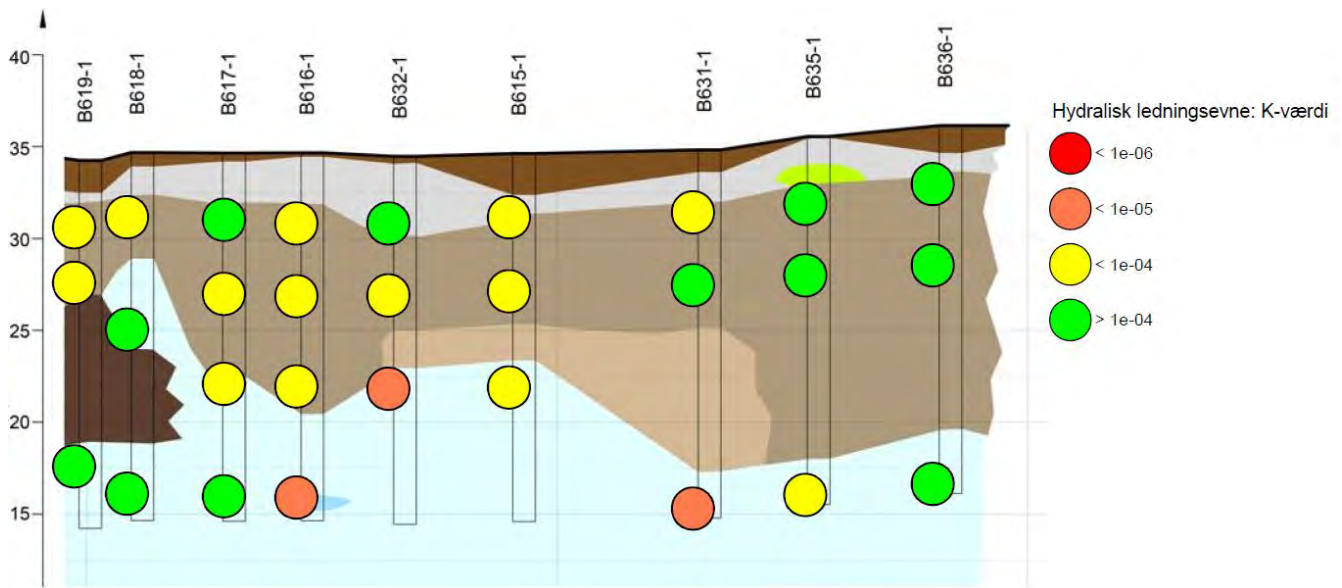 40
35
30
25
20
15
B619-1
B618-1
B617-1
B616-1
B632-1
B615-1
B631-1
B635-1
B636-1
Hydralisk ledningsevne: K-værdi
< 1e-06
< 1e-05
< 1e-04
> 1e-04